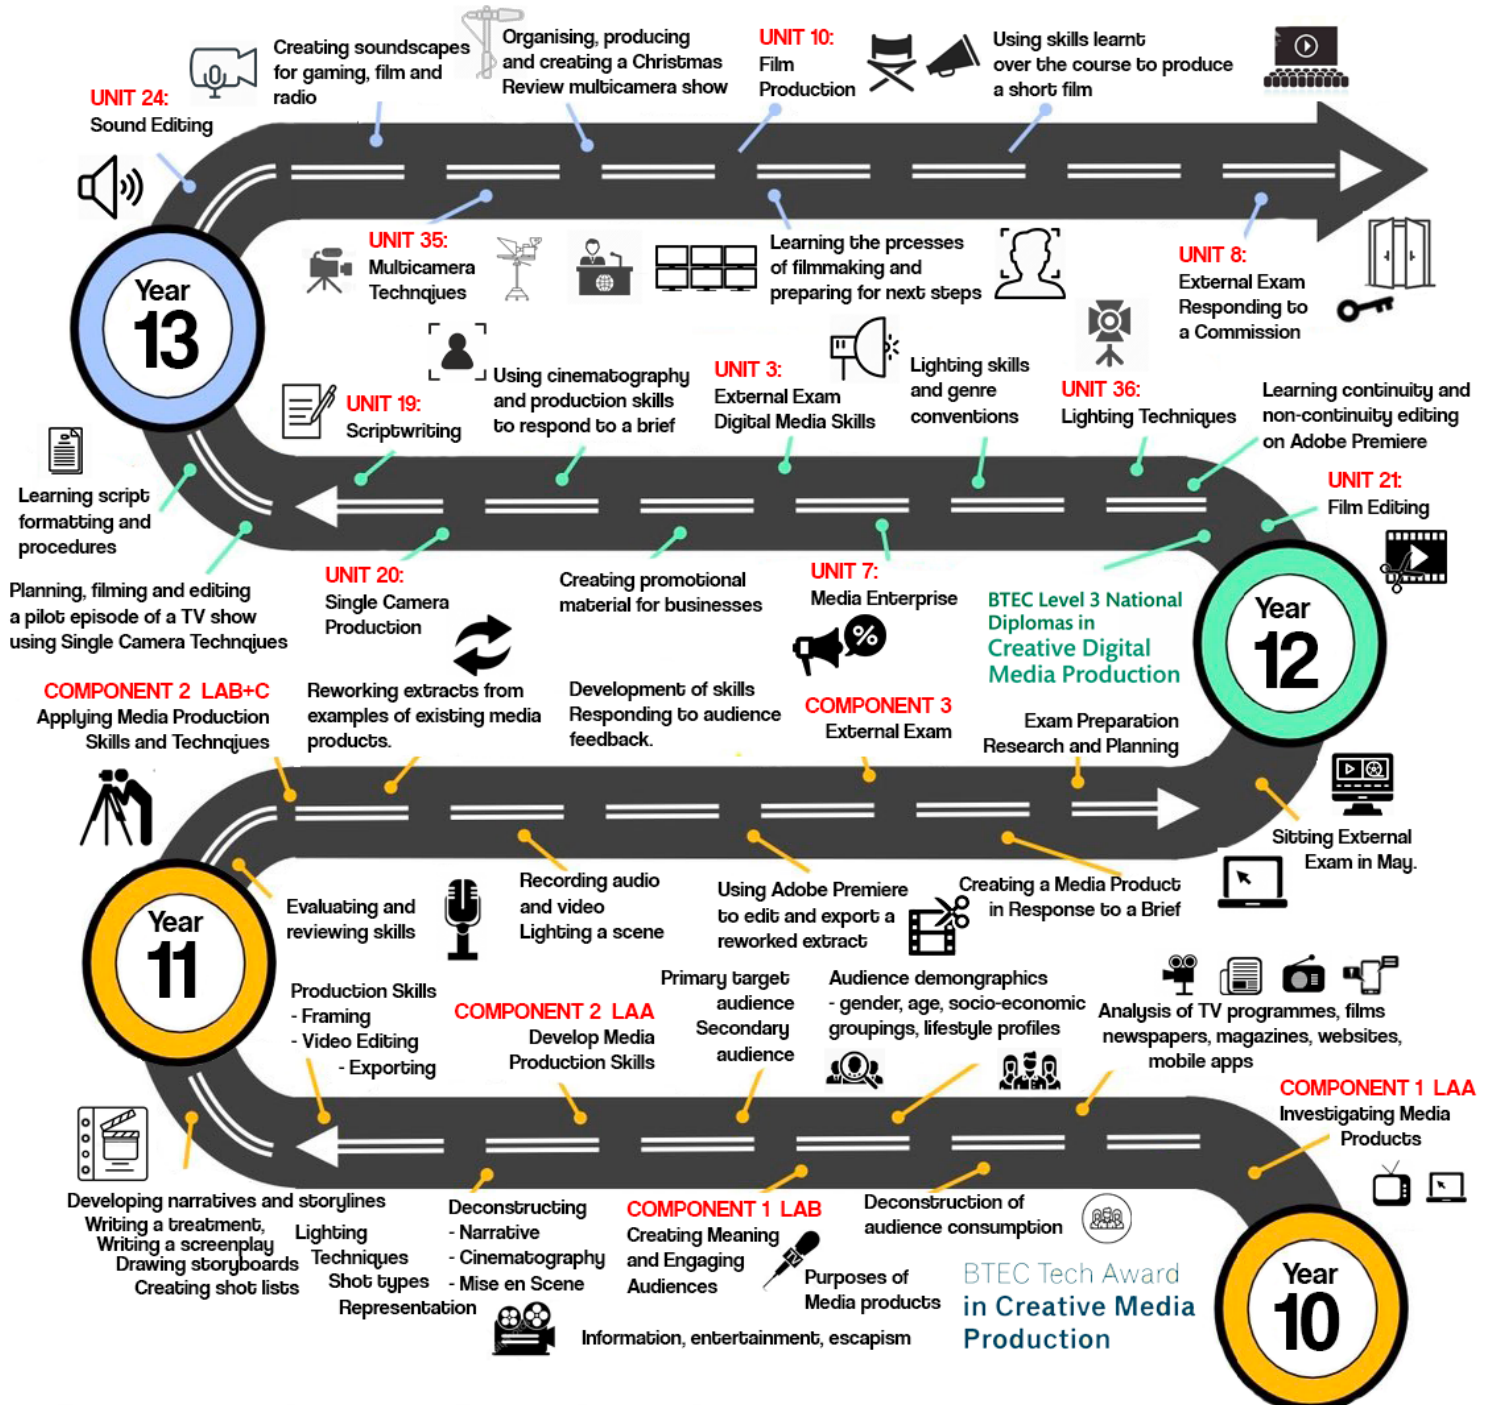 Creating soundscapes
for gaming, film and
radio
Organising, producing
and creating a Christmas
Review multicamera show
UNIT 10:
Film
Production
Using skills learnt
over the course to produce
a short film
UNIT 24:
Sound Editing
UNIT 35:
Multicamera
Technqiues
Learning the prcesses
of filmmaking and
preparing for next steps
UNIT 8:
External Exam
Responding to
a Commission
Year
13
UNIT 19:
Scriptwriting
Using cinematography
and production skills
to respond to a brief
UNIT 3:
External Exam
Digital Media Skills
Lighting skills
and genre
conventions
UNIT 36:
Lighting Techniques
Learning continuity and
non-continuity editing
on Adobe Premiere
UNIT 21:
Film Editing
Learning script
formatting and
procedures
Planning, filming and editing
a pilot episode of a TV show
using Single Camera Technqiues
UNIT 20:
Single Camera
Production
Creating promotional
material for businesses
UNIT 7:
Media Enterprise
%
BTEC Level 3 National
Diplomas in
Creative Digital
Media Production
Year
12
COMPONENT 2 LAB+C
Applying Media Production
Skills and Technqiues
Reworking extracts from
examples of existing media
products.
Development of skills
Responding to audience
feedback.
COMPONENT 3
External Exam
Exam Preparation
Research and Planning
Sitting External
Exam in May.
Year
11
Evaluating and
reviewing skills
Recording audio
and video
Lighting a scene
Using Adobe Premiere
to edit and export a
reworked extract
Creating a Media Product
in Response to a Brief
Production Skills
- Framing
- Video Editing
- Exporting
COMPONENT 2 LAA
Develop Media
Production Skills
Primary target
audience
Secondary
audience
Audience demongraphics
- gender, age, socio-economic
groupings, lifestyle profiles
Analysis of TV programmes, films
newspapers, magazines, websites,
mobile apps
COMPONENT 1 LAA
Investigating Media
Products
Developing narratives and storylines
Writing a treatment,
Writing a screenplay
Drawing storyboards
Creating shot lists
Lighting
Techniques
Shot types
Representation
Deconstructing
- Narrative
- Cinematography
- Mise en Scene
COMPONENT 1 LAB
Creating Meaning
and Engaging
Audiences
TV
Deconstruction of
audience consumption
Purposes of
Media products
Information, entertainment, escapism
BTEC Tech Award
in Creative Media
Production
Year
10